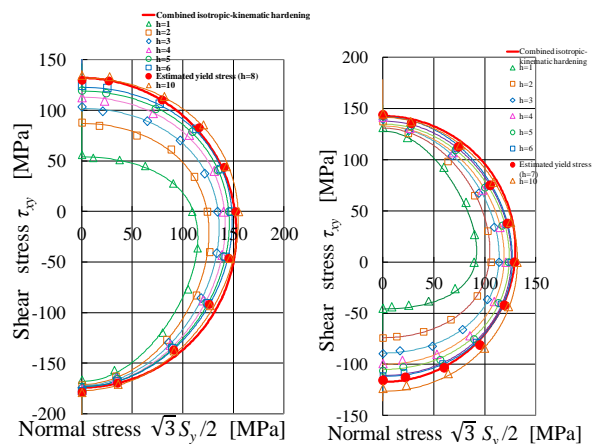 Combined isotropic-kinematic hardening
h=1
h=2
h=3
h=4
h=5
h=6
Estimated yield stress (h=8)
h=10
150
100
50
0
-50
-100
-150
-200
0 50 100 150 200
Shear stress τxy [MPa]
Normal stress √3 Sy/2 [MPa]
Combined isotropic-
kinematic hardening
h=1
h=2
h=3
h=4
h=5
h=6
Estimated yield stress
(h=7)
h=10
200
150
100
50
0
-50
-100
-150
0 50 100 150
Shear stress τxy [MPa]
Normal stress √3 Sy/2 [MPa]